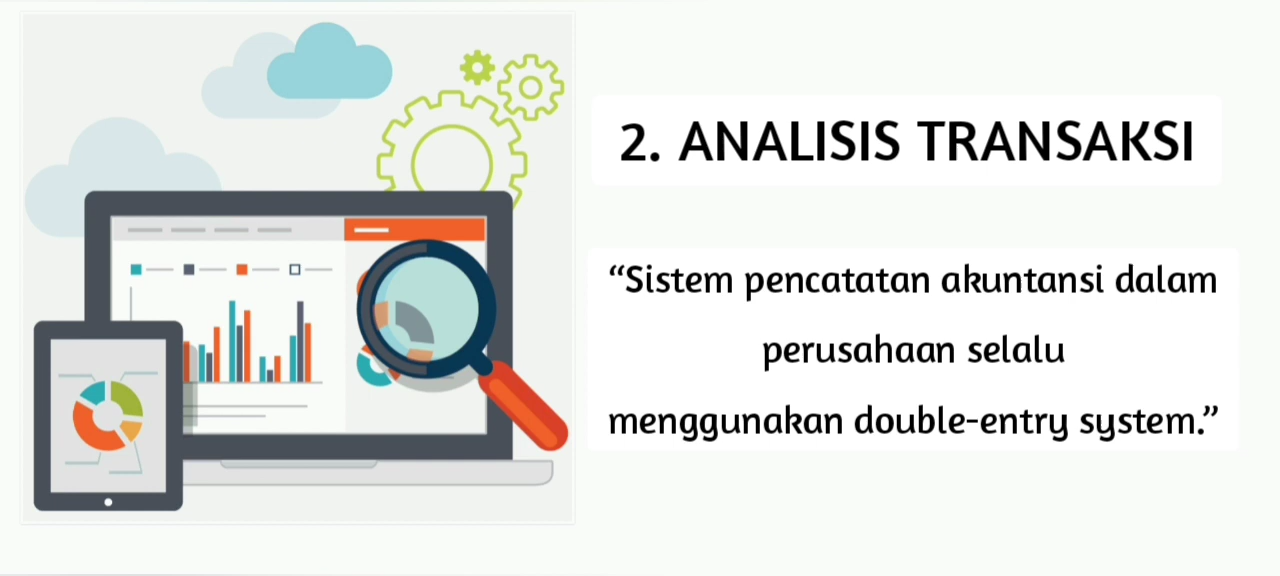 2. ANALISIS TRANSAKSI
“Sistem pencatatan akuntansi dalam
perusahaan selalu
menggunakan double-entry system.”